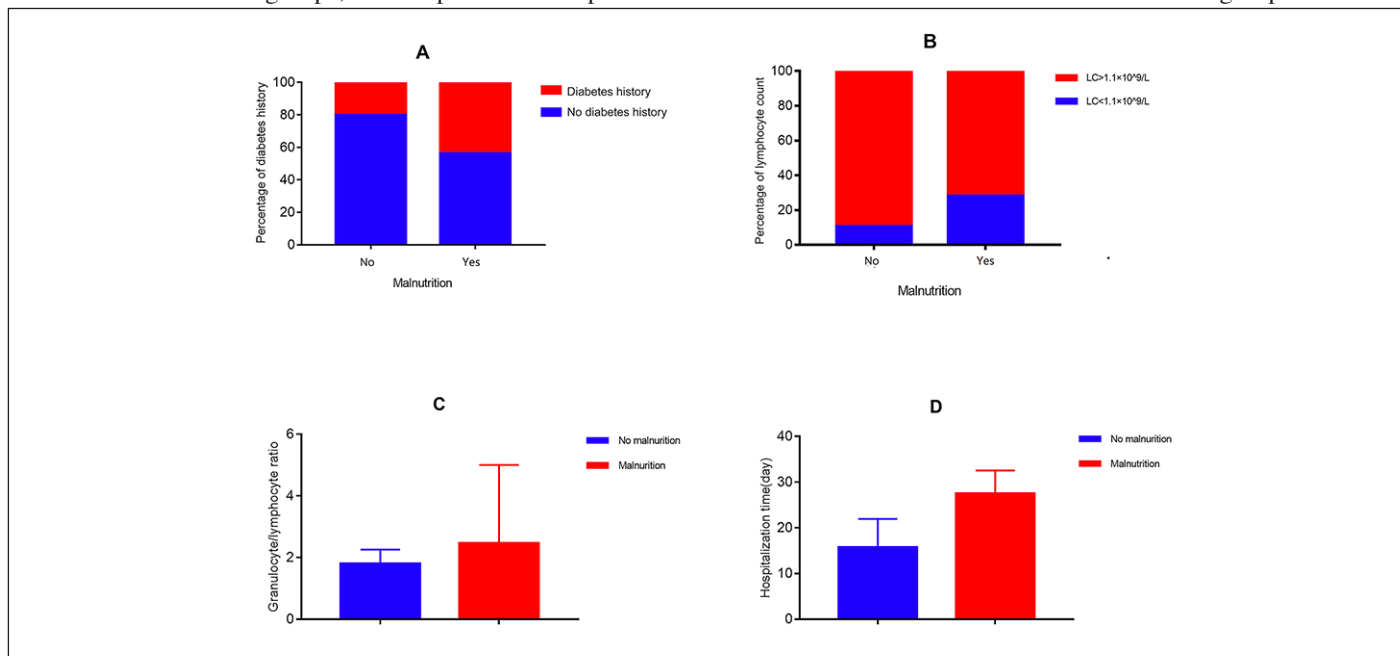 A
Percentage of diabetes history
100
80
60
40
20
0
No
Yes
Malnutrition
Diabetes history
No diabetes history
B
Percentage of lymphocyte count
100
80
60
40
20
0
No
Yes
Malnutrition
LC>1.1×10^9/L
LC<1.1×10^9/L
C
Granulocyte/lymphocyte ratio
6
4
2
0
No malnurition
Malnurition
D
Hospitalization time(day)
40
30
20
10
0
No malnurition
Malnutrition